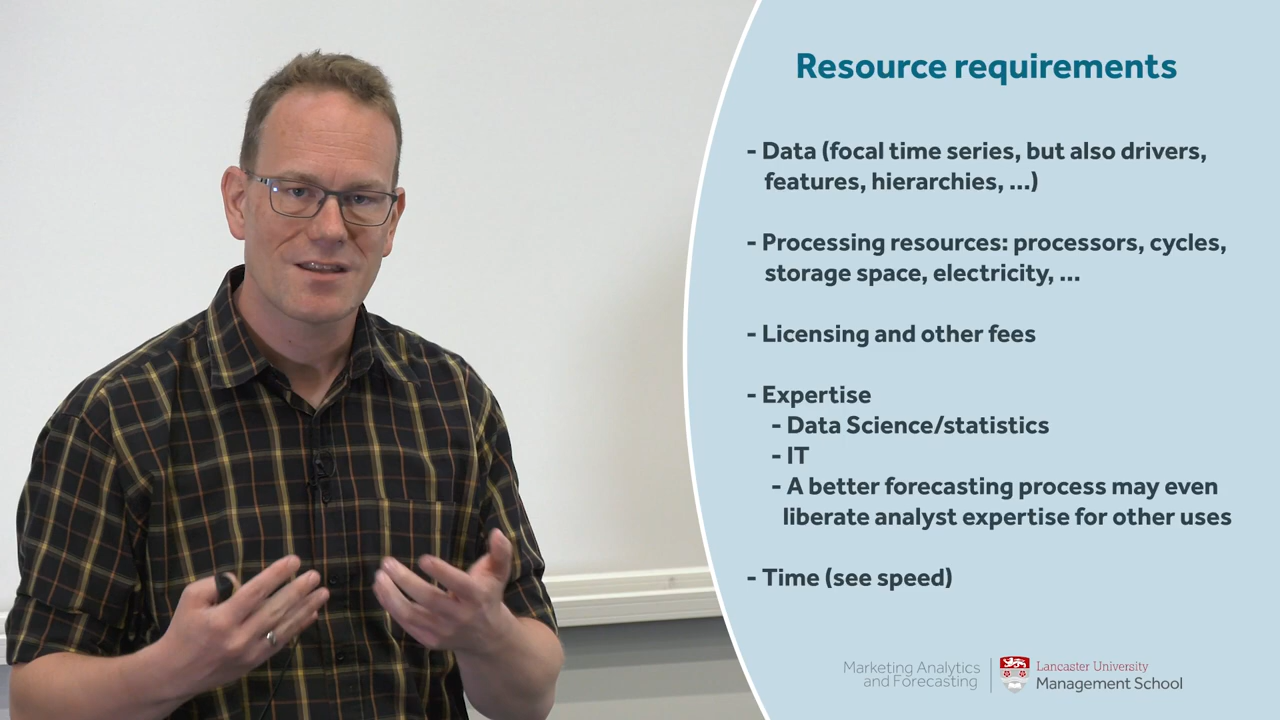 Resource requirements
- Data (focal time series, but also drivers,
features, hierarchies, ...)
- Processing resources: processors, cycles,
storage space, electricity, ...
- Licensing and other fees
- Expertise
- Data Science/statistics
- IT
- A better forecasting process may even
liberate analyst expertise for other uses
- Time (see speed)
Marketing Analytics
and Forecasting
Lancaster University
Management School